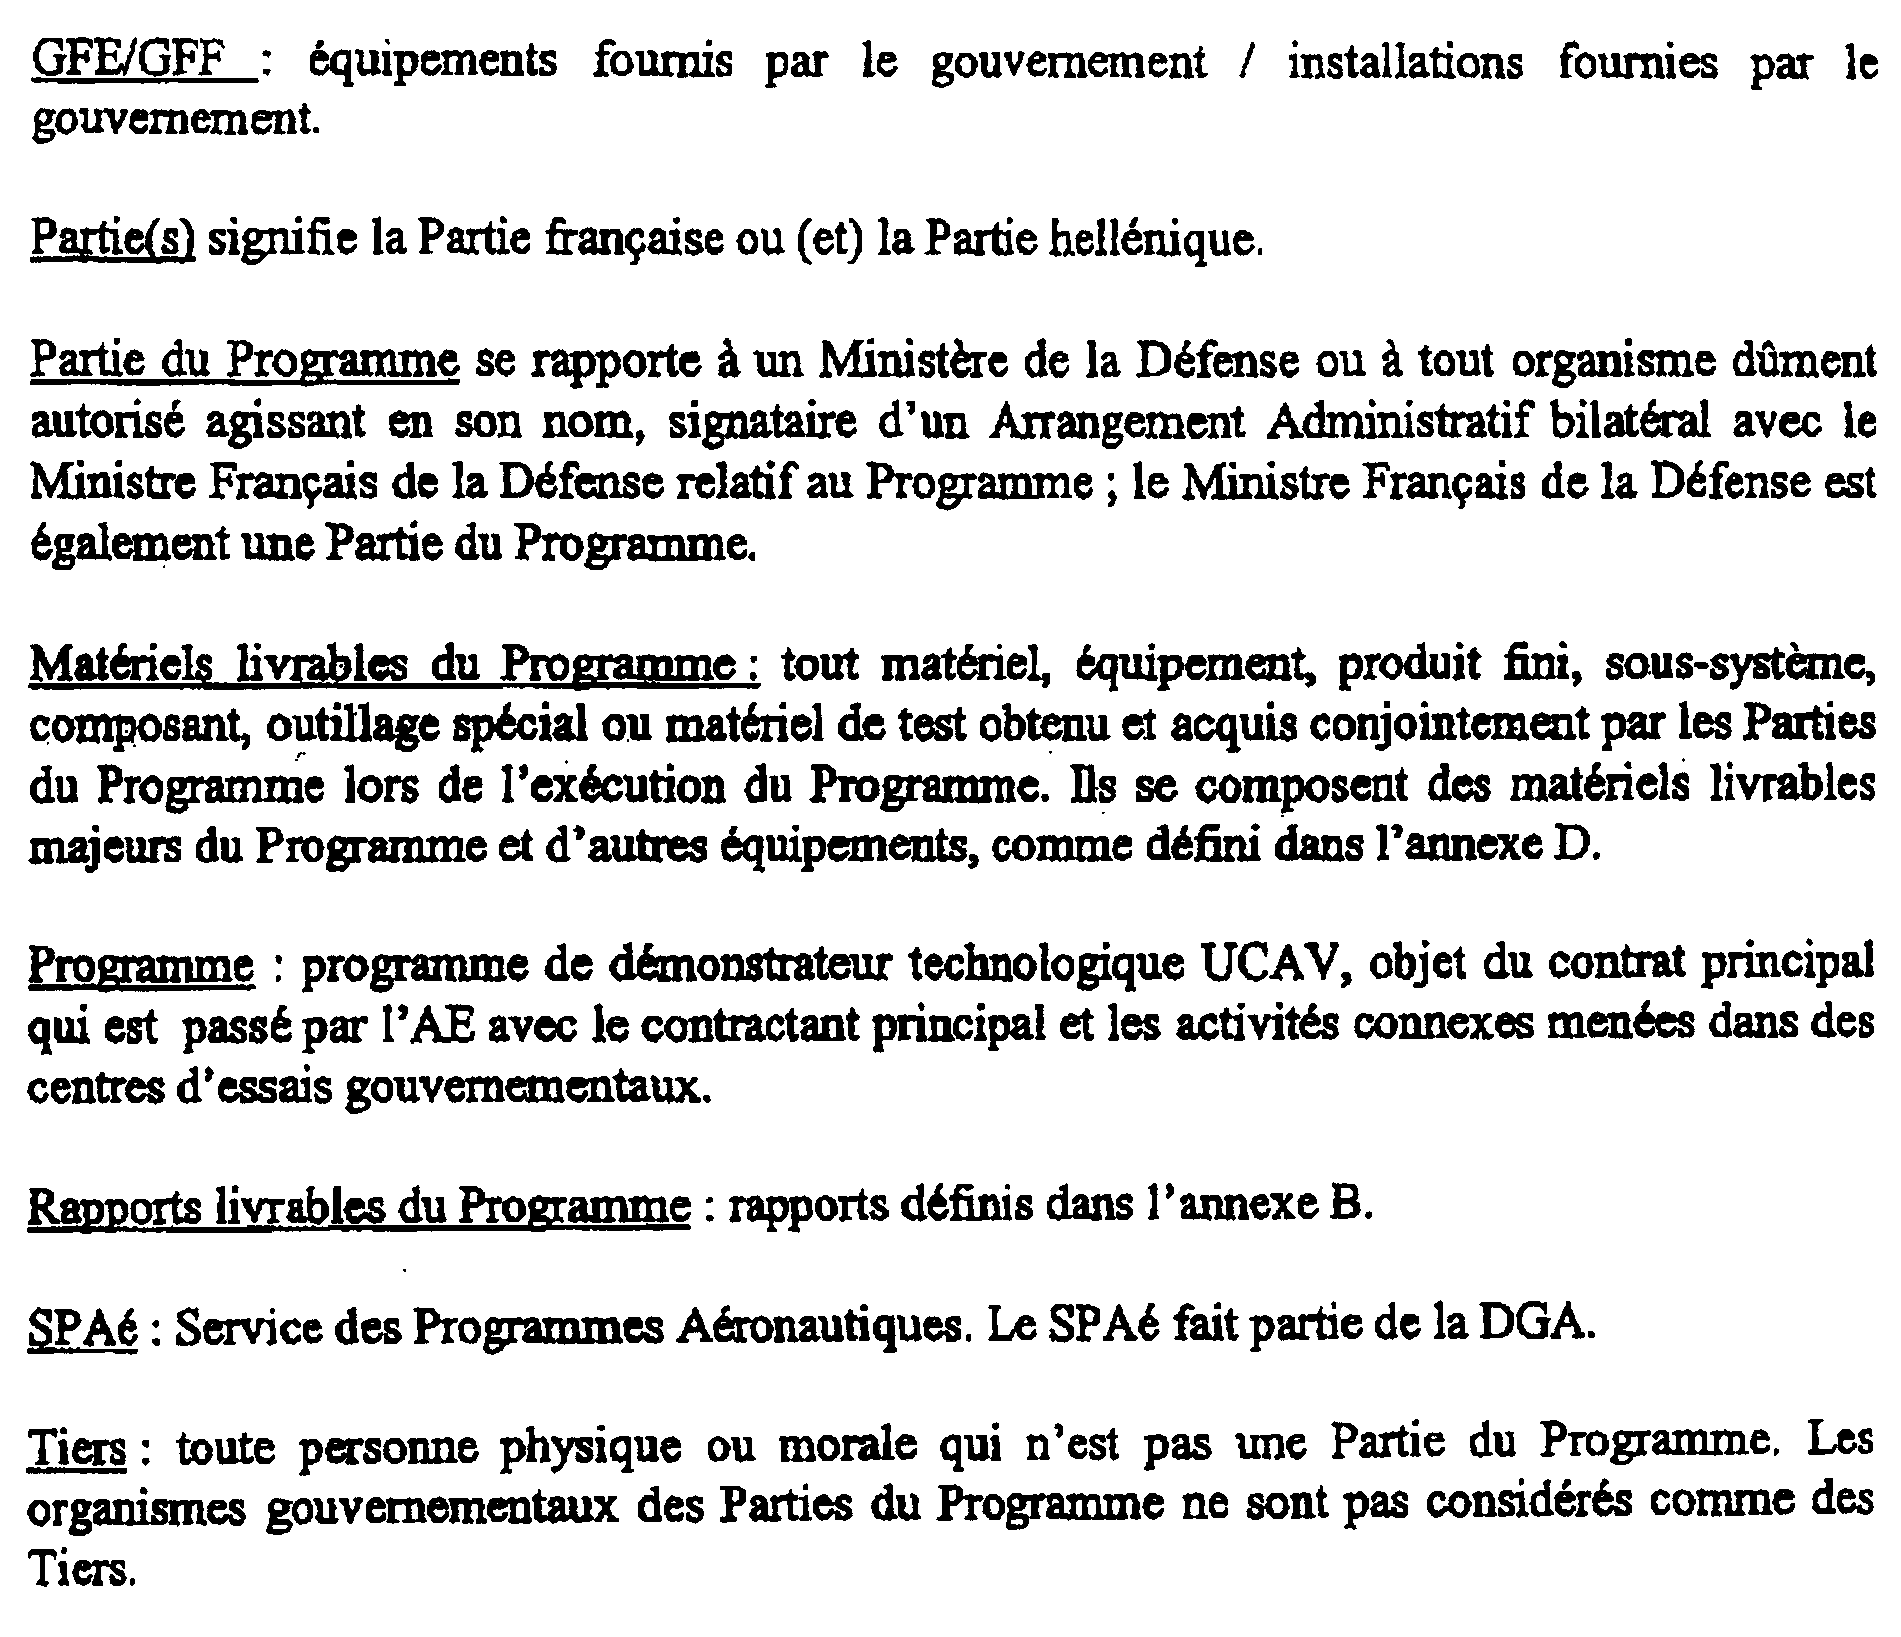 GFE/GFF : équipements fournis par le gouvernement / installations fournies par le
gouvernement.
Partie(s) signifie la Partie française ou (et) la Partie hellénique.
Partie du Programme se rapporte à un Ministère de la Défense ou à tout organisme dûment
autorisé agissant en son nom, signataire d'un Arrangement Administratif bilatéral avec le
Ministre Français de la Défense relatif au Programme ; le Ministre Français de la Défense est
également une Partie du Programme.
Matériels livrables du Programme : tout matériel, équipement, produit fini, sous-système,
composant, outillage spécial ou matériel de test obtenu et acquis conjointement par les Parties
du Programme lors de l'exécution du Programme. Ils se composent des matériels livrables
majeurs du Programme et d'autres équipements, comme défini dans l'annexe D.
Programme : programme de démonstrateur technologique UCAV, objet du contrat principal
qui est passé par l'AE avec le contractant principal et les activités connexes menées dans des
centres d'essais gouvernementaux.
Rapports livrables du Programme : rapports définis dans l'annexe B.
SPAé : Service des Programmes Aéronautiques. Le SPAé fait partie de la DGA.
Tiers : toute personne physique ou morale qui n'est pas une Partie du Programme. Les
organismes gouvernementaux des Parties du Programme ne sont pas considérés comme des
Tiers.